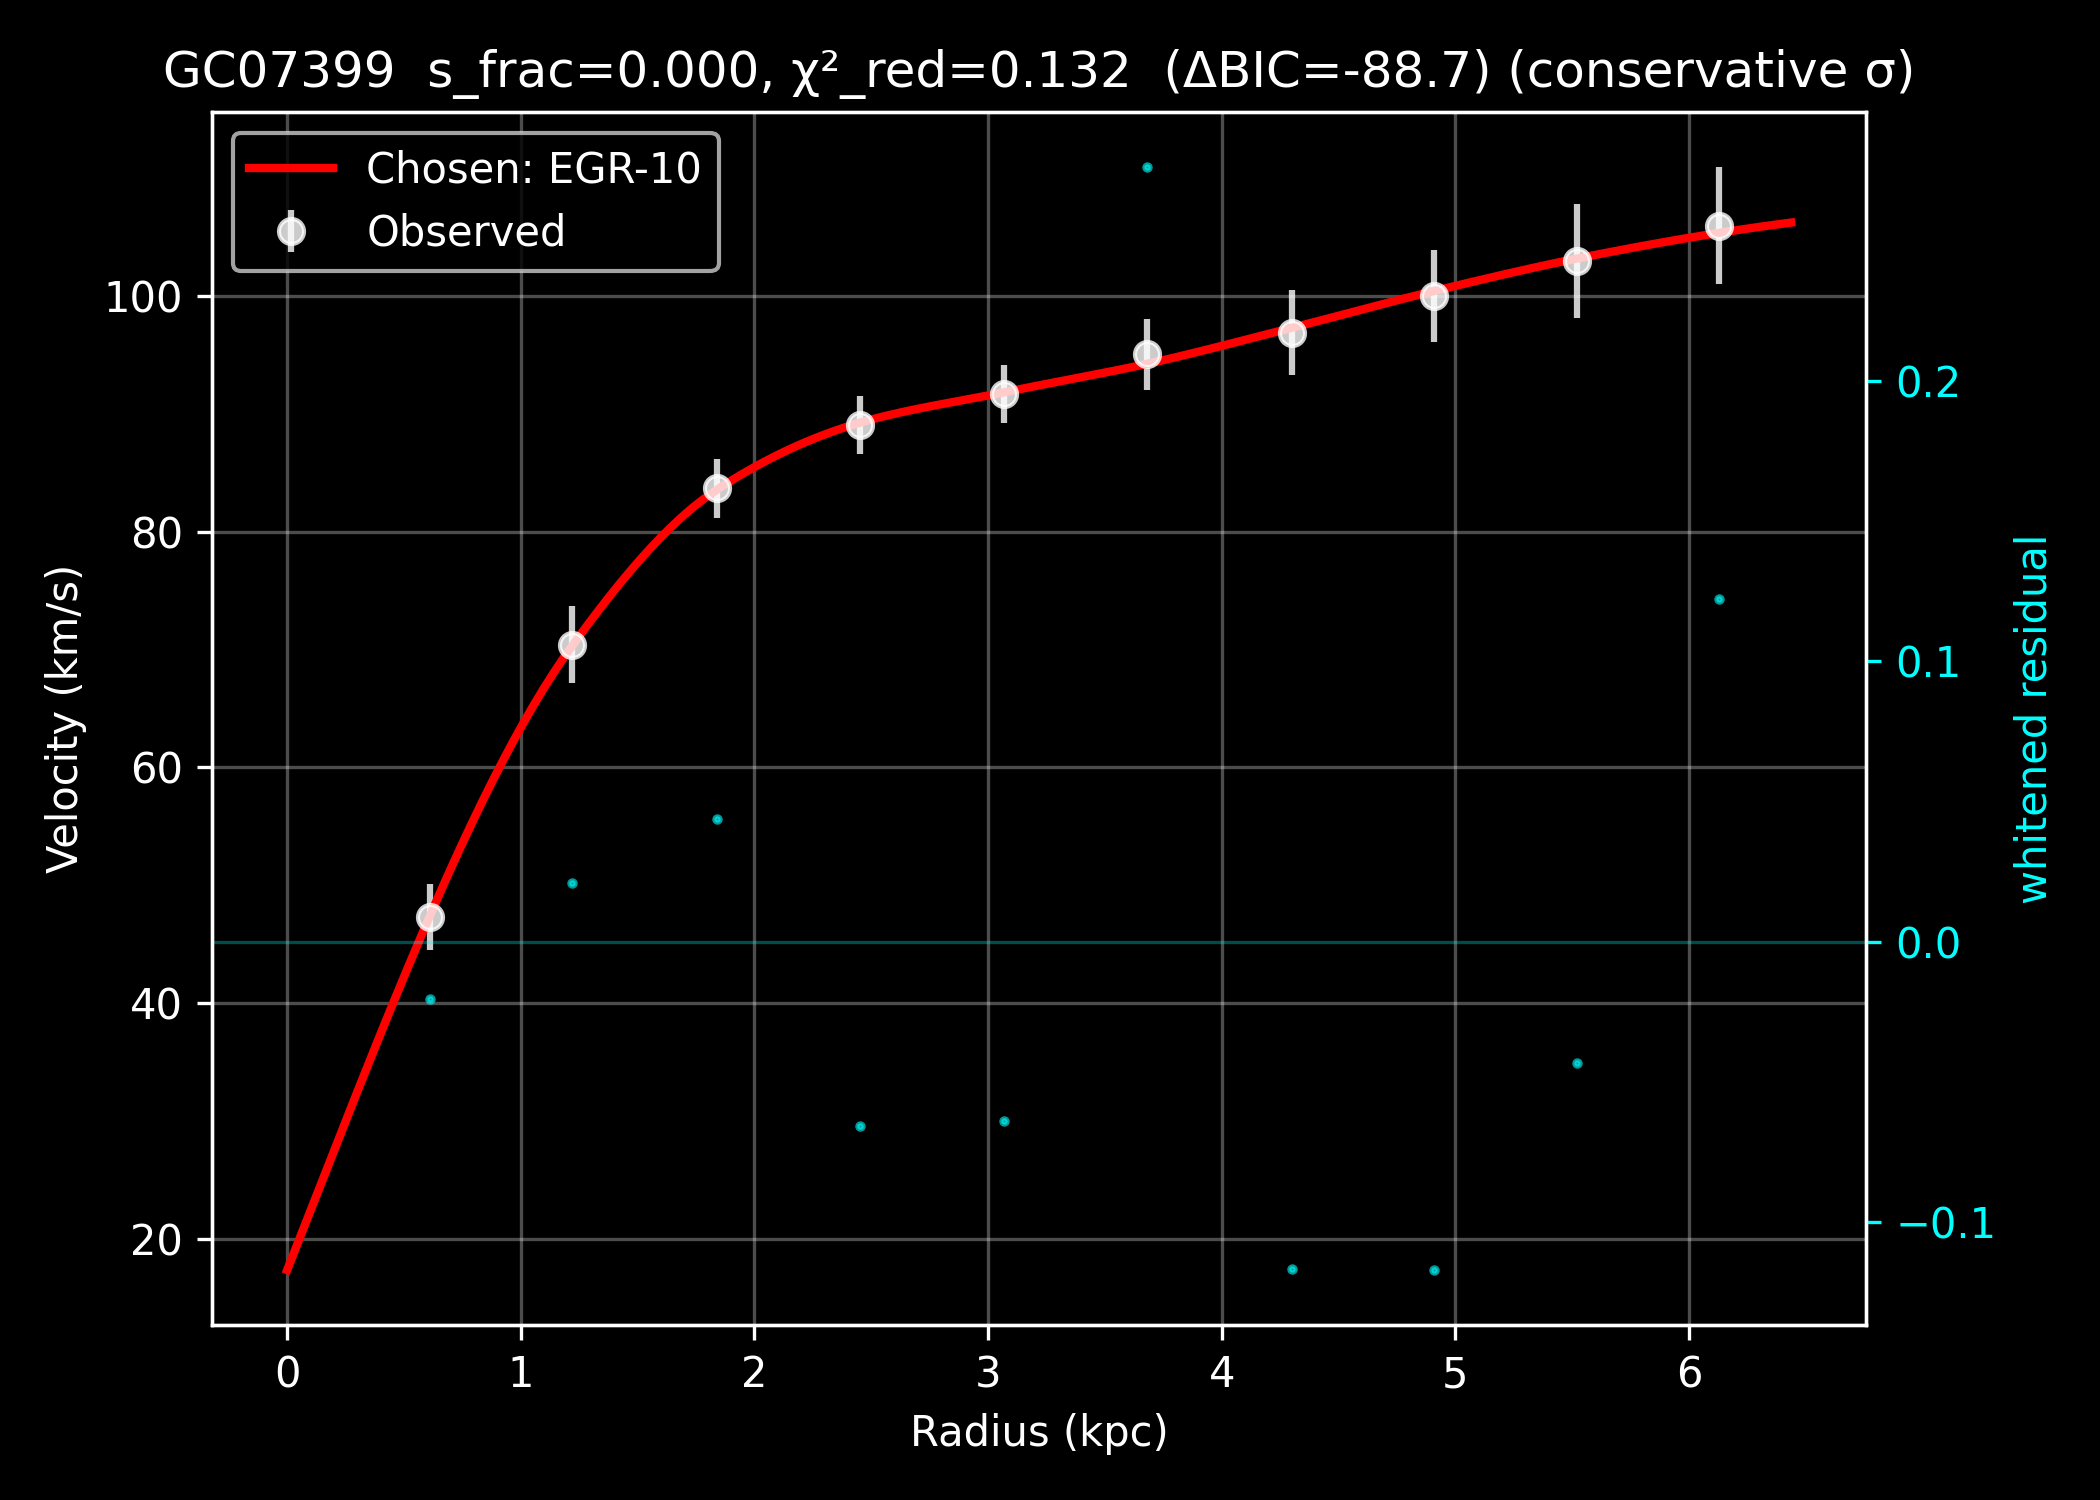 GC07399  s_frac=0.000, χ²_red=0.132  (ΔBIC=-88.7) (conservative σ)
Chosen: EGR-10
Observed
100
80
60
40
20
Velocity (km/s)
0.2
0.1
0.0
−0.1
whitened residual
0 1 2 3 4 5 6
Radius (kpc)